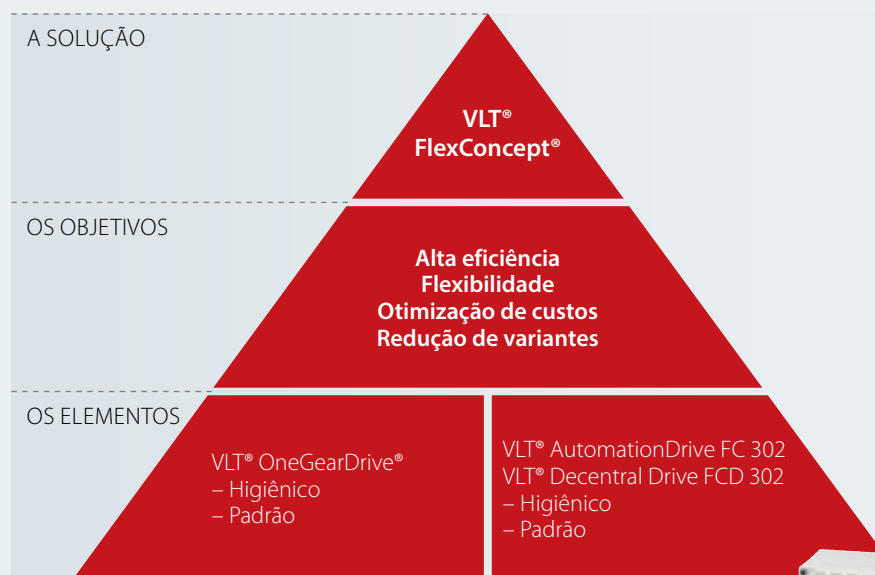 A SOLUÇÃO
VLT®
FlexConcept®
OS OBJETIVOS
Alta eficiência
Flexibilidade
Otimização de custos
Redução de variantes
OS ELEMENTOS
VLT® OneGearDrive®
– Higiênico
– Padrão
VLT® AutomationDrive FC 302
VLT® Decentral Drive FCD 302
– Higiênico
– Padrão